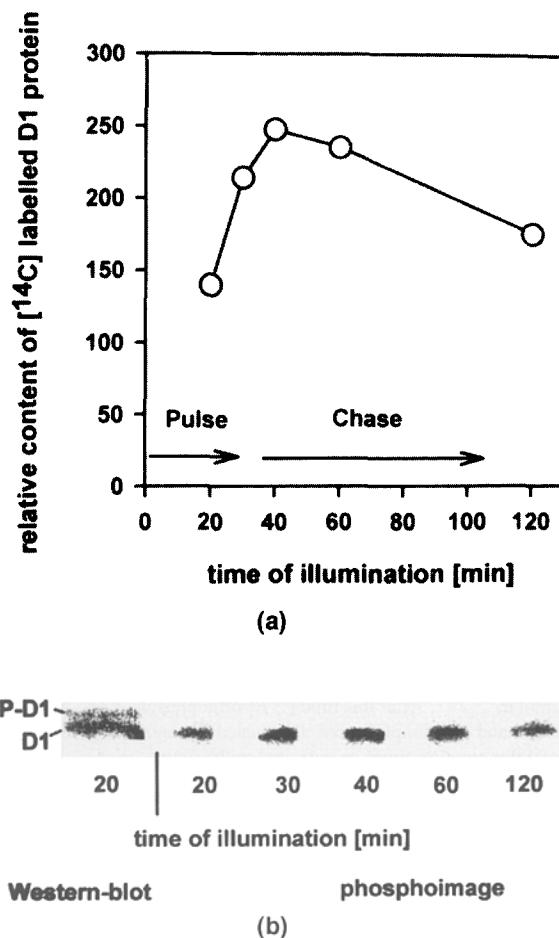 relative content of [14C] labelled D1 protein
300
250
200
150
100
50
0
Pulse
Chase
0 20 40 60 80 100 120
time of illumination [min]
(a)
P-D1
D1
20 20 30 40 60 120
time of illumination [min]
Western-blot phosphoimage
(b)